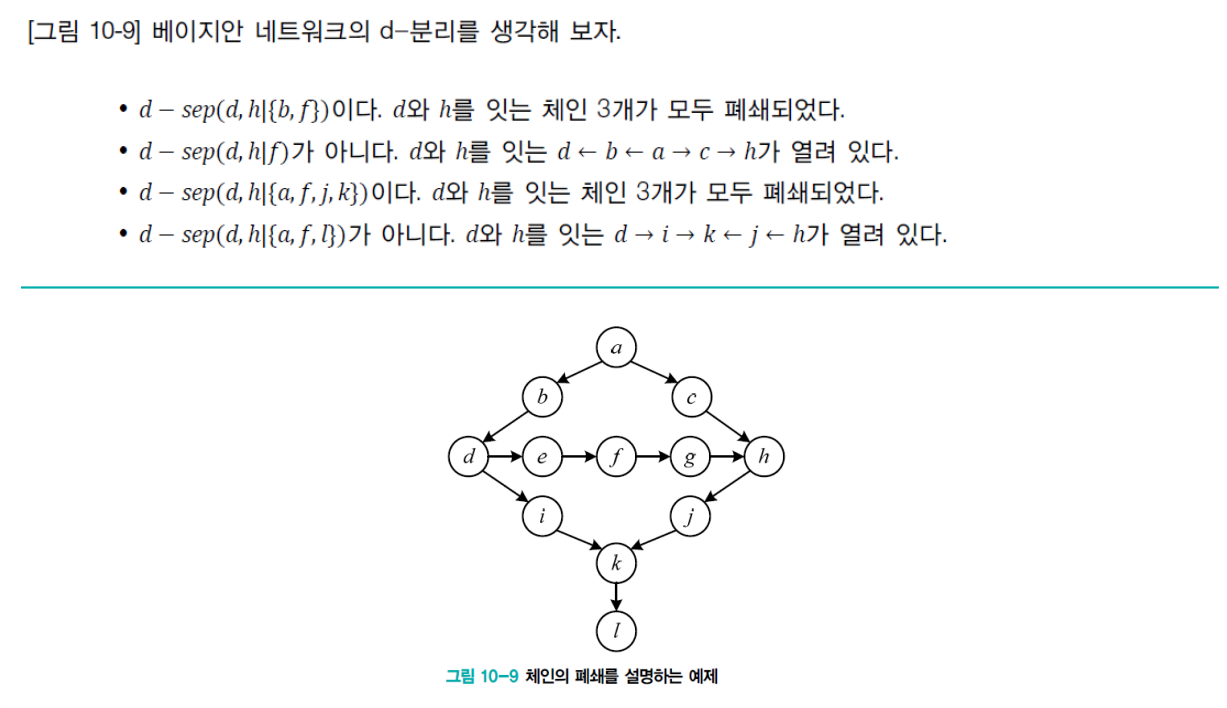 [그림 10-9] 베이지안 네트워크의 d-분리를 생각해 보자.
• d − sep(d, h|{b, f})이다. d와 h를 잇는 체인 3개가 모두 폐쇄되었다.
• d − sep(d, h|f)가 아니다. d와 h를 잇는 d ← b ← a → c → h가 열려 있다.
• d − sep(d, h|{a, f, j, k})이다. d와 h를 잇는 체인 3개가 모두 폐쇄되었다.
• d − sep(d, h|{a, f, l})가 아니다. d와 h를 잇는 d → i → k ← j ← h가 열려 있다.
a
b c
d e f g h
i j
k
l
그림 10-9 체인의 폐쇄를 설명하는 예제